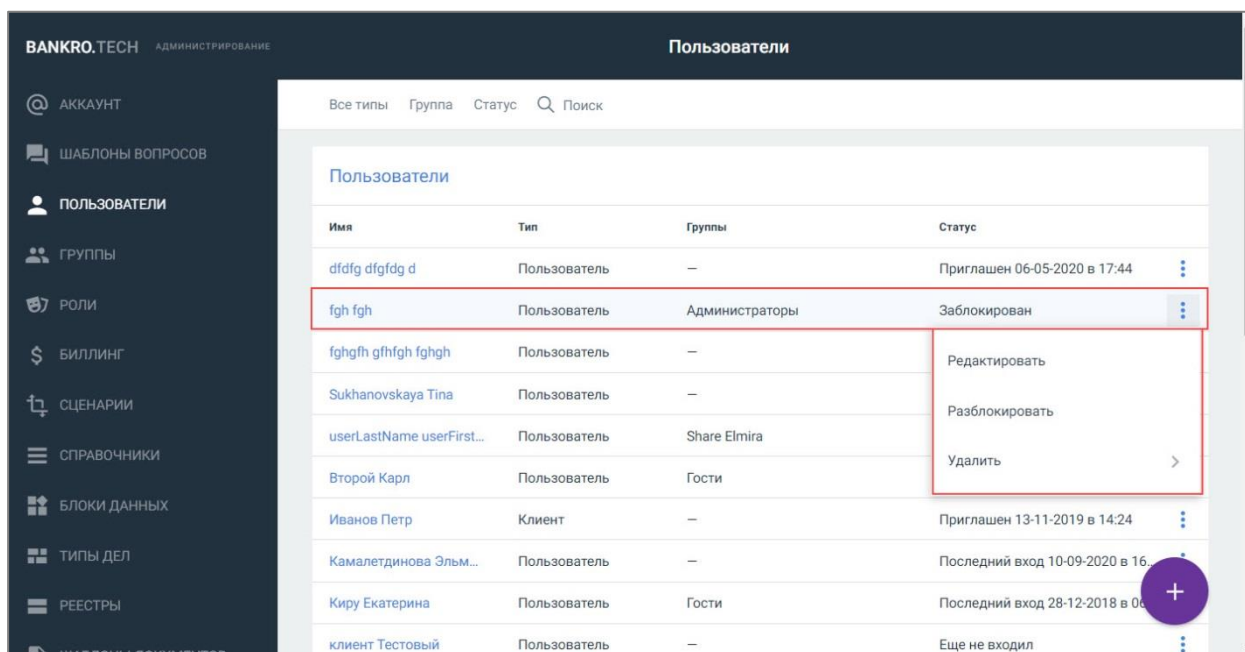 BANKRO.TECH АДМИНИСТРИРОВАНИЕ
Пользователи
АККАУНТ
ШАБЛОНЫ ВОПРОСОВ
ПОЛЬЗОВАТЕЛИ
ГРУППЫ
РОЛИ
БИЛЛИНГ
СЦЕНАРИИ
СПРАВОЧНИКИ
БЛОКИ ДАННЫХ
ТИПЫ ДЕЛ
РЕЕСТРЫ
ШАБЛОНЫ ДОКУМЕНТОВ
Все типы Группа Статус Поиск
Пользователи
Имя Тип Группы Статус
dfdfg dfgfdg d Пользователь — Приглашен 06-05-2020 в 17:44
fgh fgh Пользователь Администраторы Заблокирован
fghgfh gfhfgh fghgh Пользователь —
Sukhanovskaya Tina Пользователь —
userLastName userFirst... Пользователь Share Elmira
Второй Карл Пользователь Гости
Редактировать
Разблокировать
Удалить
Иванов Петр Клиент — Приглашен 13-11-2019 в 14:24
Камалетдинова Эльм... Пользователь — Последний вход 10-09-2020 в 16...
Киру Екатерина Пользователь Гости Последний вход 28-12-2018 в 0
клиент Тестовый Пользователь — Еще не входил